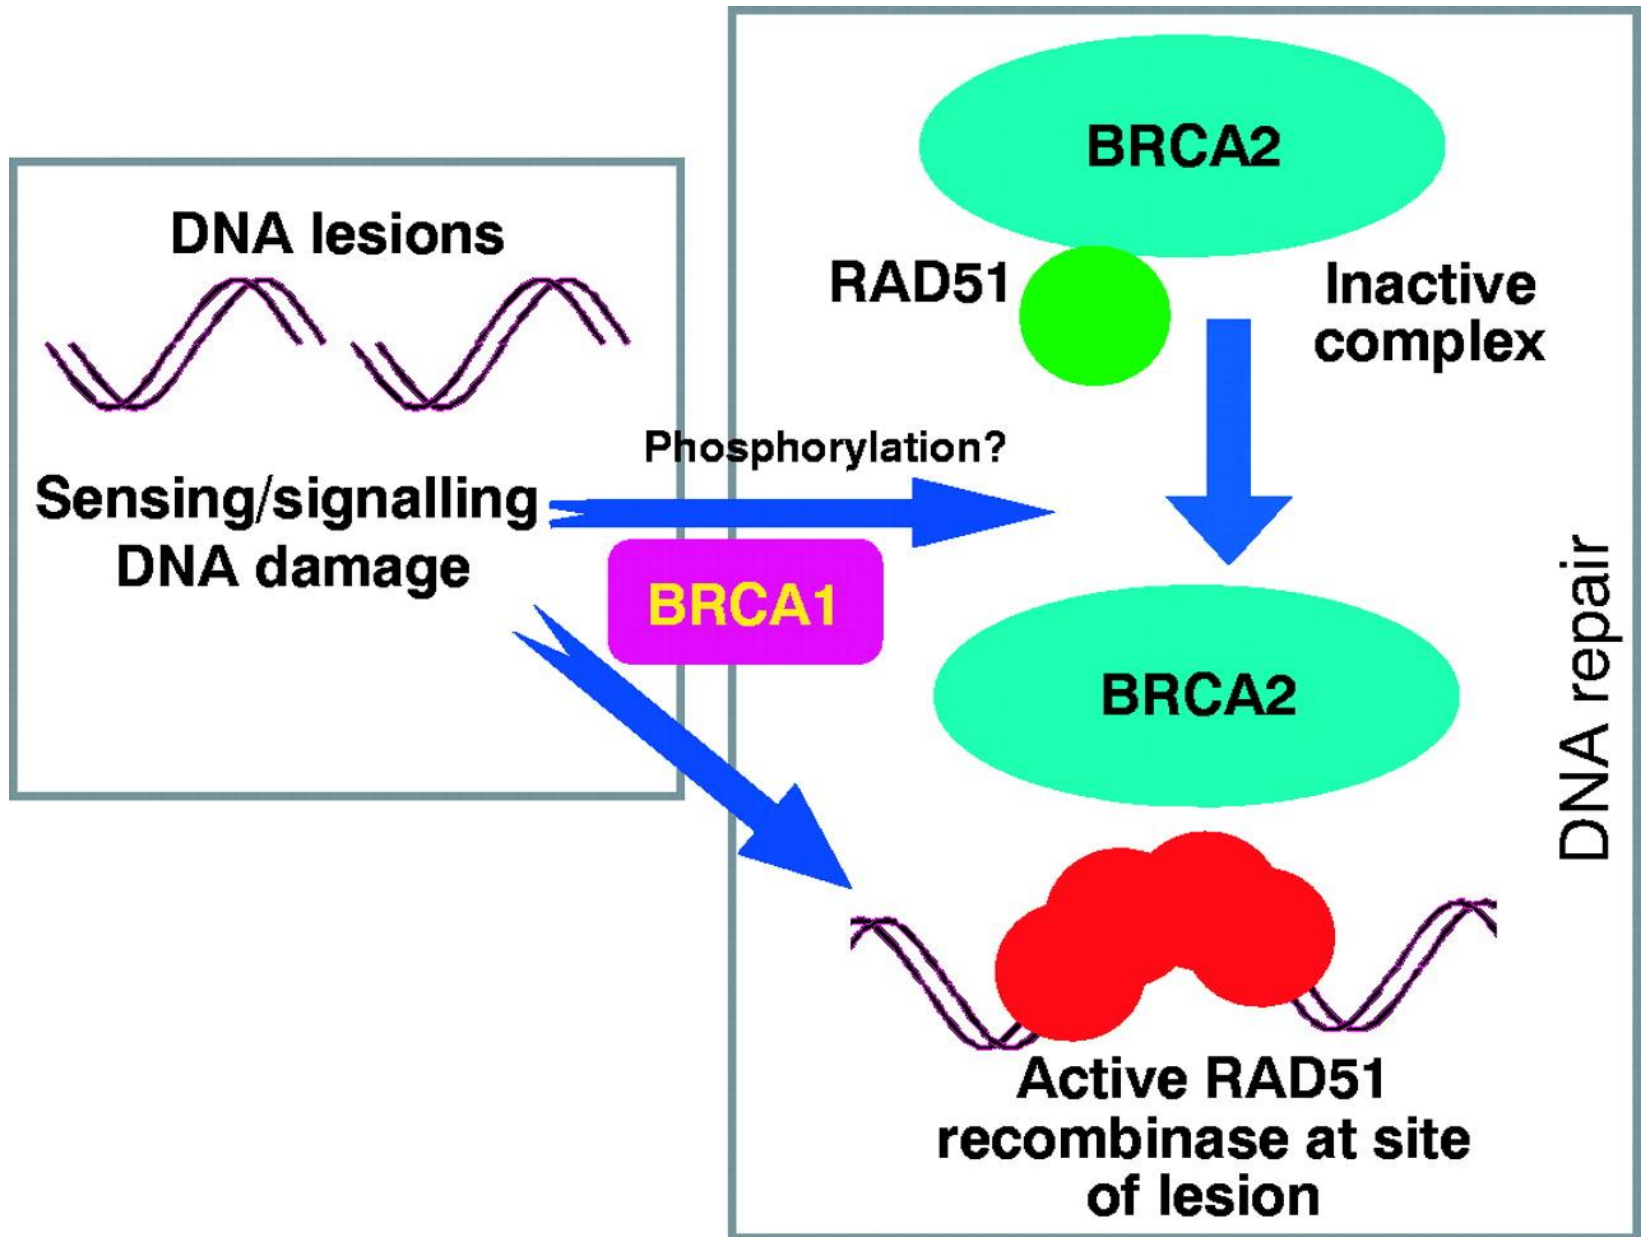 DNA lesions
Sensing/signalling
DNA damage
Phosphorylation?
BRCA1
BRCA2
RAD51
Inactive
complex
BRCA2
Active RAD51
recombinase at site
of lesion
DNA repair